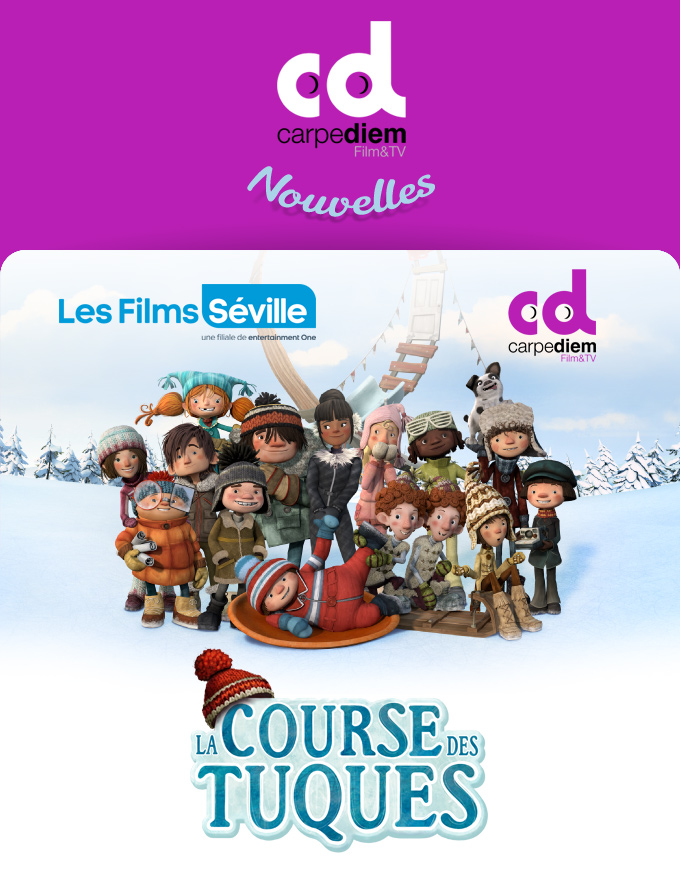 cd
carpediem
Film&TV
Nouvelles
Les Films Séville
une filiale de entertainment One
cd
carpediem
Film&TV
LA COURSE DES
TUQUES